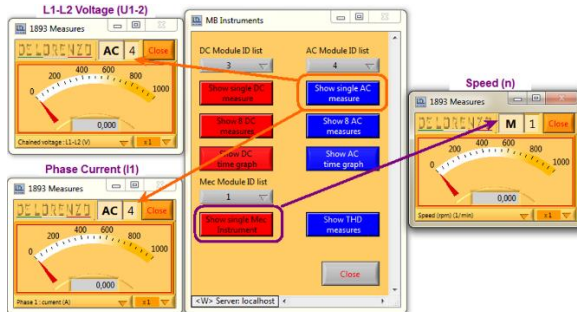 L1-L2 Voltage (U1-2)
1893 Measures
DELORENZO AC 4 Close
0 200 400 600 800 1000
0,000
Chained voltage : L1-L2 (V) x1
Phase Current (I1)
1893 Measures
DELORENZO AC 4 Close
0 200 400 600 800 1000
0,000
Phase 1 : current (A) x1
MB Instruments
DC Module ID list AC Module ID list
3 4
Show single DC measure
Show single AC measure
Show 8 DC measures
Show 8 AC measures
Show DC time graph
Show AC time graph
Mec Module ID list
1
Show single Mec Instrument
Show THD measures
Close
<W> Server: localhost
Speed (n)
1893 Measures
DELORENZO M 1 Close
0 200 400 600 800 1000
0,000
Speed (rpm) (1/min) x1